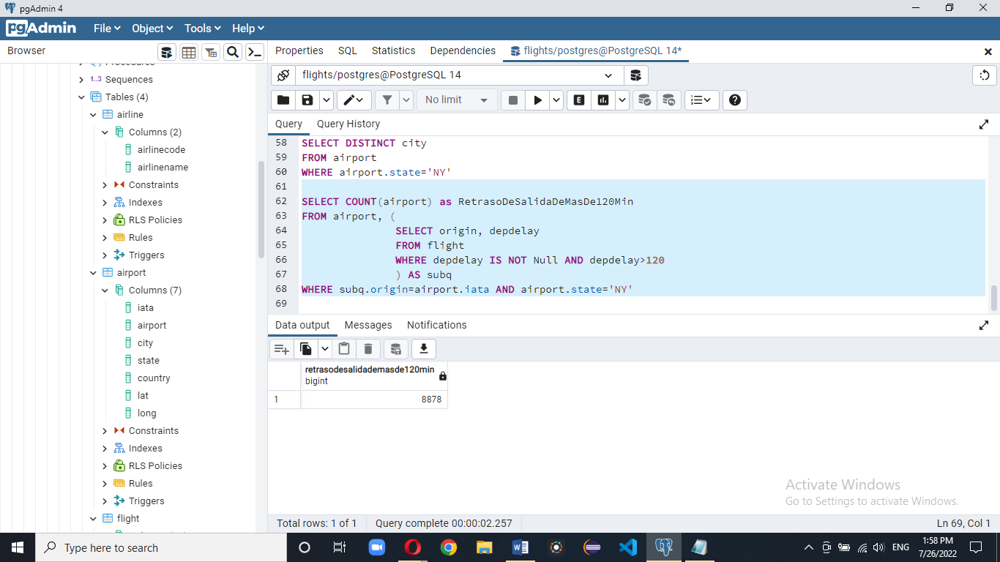 pgAdmin 4
pgAdmin File Object Tools Help
Browser
Properties SQL Statistics Dependencies flights/postgres@PostgreSQL 14*
Procedures
1..3 Sequences
Tables (4)
airline
Columns (2)
airlinecode
airlinename
Constraints
Indexes
RLS Policies
Rules
Triggers
airport
Columns (7)
iata
airport
city
state
country
lat
long
Constraints
Indexes
RLS Policies
Rules
Triggers
flight
flights/postgres@PostgreSQL 14
No limit E
Query Query History
58 SELECT DISTINCT city
59 FROM airport
60 WHERE airport.state='NY'
61
62 SELECT COUNT(airport) as RetrasoDeSalidaDeMasDe120Min
63 FROM airport, (
64 SELECT origin, depdelay
65 FROM flight
66 WHERE depdelay IS NOT Null AND depdelay>120
67 ) AS subq
68 WHERE subq.origin=airport.iata AND airport.state='NY'
69
Data output Messages Notifications
retrasodesalidademasde120min
bigint
1 8878
Activate Windows
Go to Settings to activate Windows.
Total rows: 1 of 1 Query complete 00:00:02.257 Ln 69, Col 1
Type here to search
ENG
1:58 PM
7/26/2022